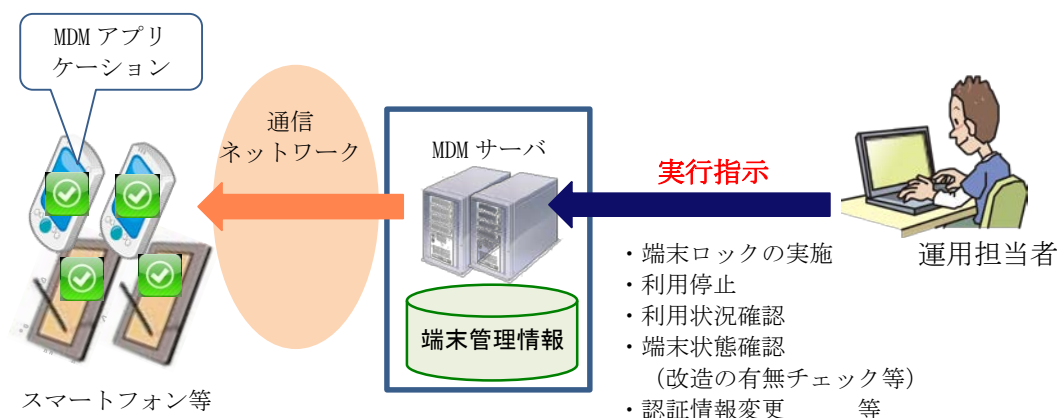 MDM アプリ
ケーション
通信
ネットワーク
MDM サーバ
実行指示
端末管理情報
・端末ロックの実施
・利用停止
・利用状況確認
・端末状態確認
（改造の有無チェック等）
・認証情報変更　　　等
運用担当者
スマートフォン等